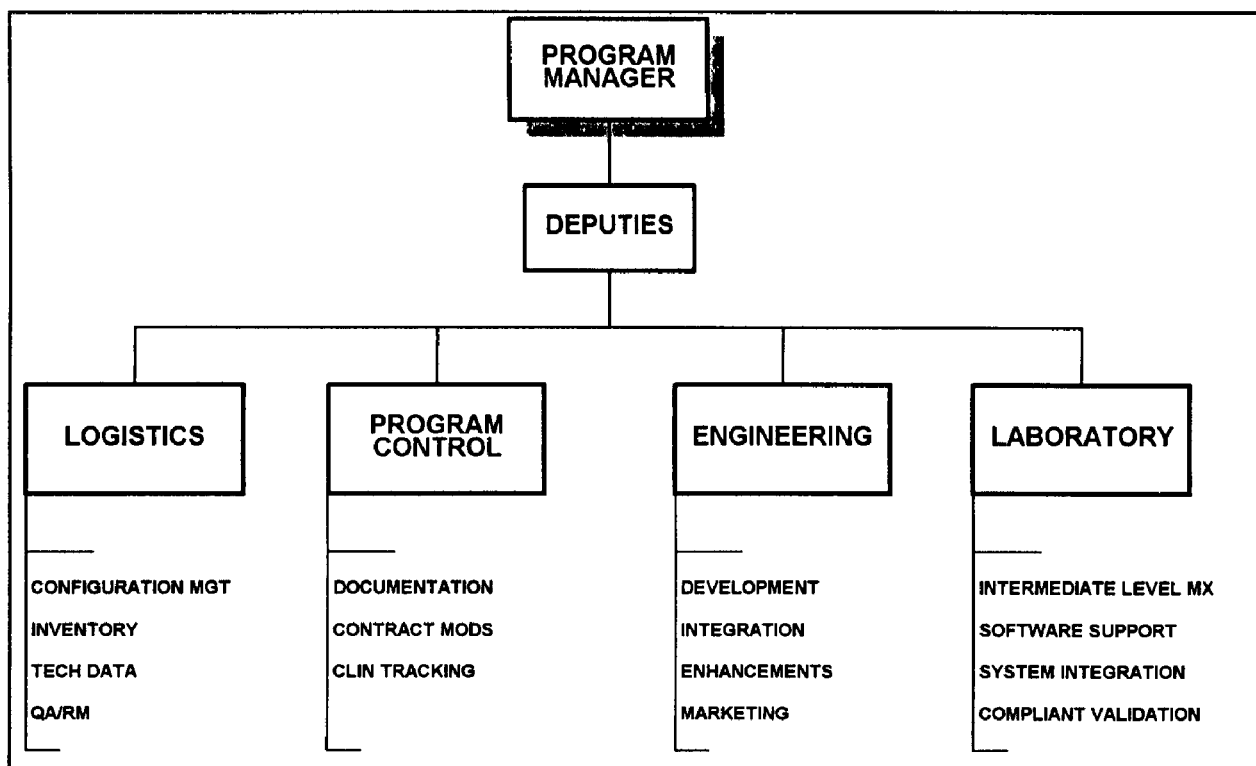 PROGRAM
MANAGER
DEPUTIES
LOGISTICS
PROGRAM
CONTROL
ENGINEERING
LABORATORY
CONFIGURATION MGT
INVENTORY
TECH DATA
QA/RM
DOCUMENTATION
CONTRACT MODS
CLIN TRACKING
DEVELOPMENT
INTEGRATION
ENHANCEMENTS
MARKETING
INTERMEDIATE LEVEL MX
SOFTWARE SUPPORT
SYSTEM INTEGRATION
COMPLIANT VALIDATION